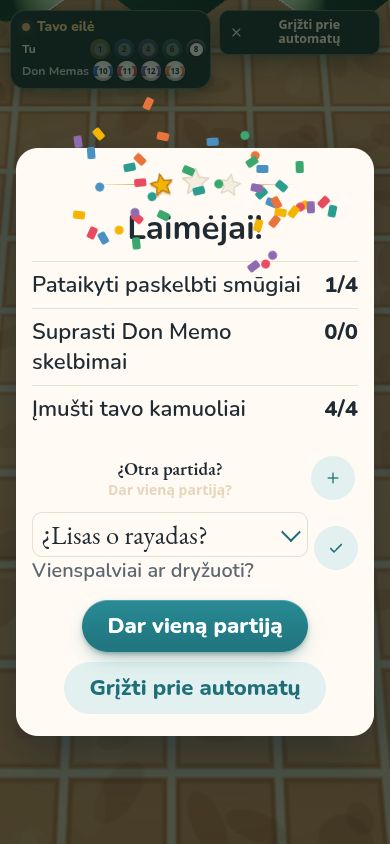 Tavo eilė
Tu 1 2 4 6 8
Don Memas 10 11 12 13
Grįžti prie
automatų
Laimėjai!
Pataikyti paskelbti smūgiai 1/4
Suprasti Don Memo
skelbimai 0/0
Įmušti tavo kamuoliai 4/4
¿Otra partida?
Dar vieną partiją?
¿Lisas o rayadas?
Vienspalviai ar dryžuoti?
Dar vieną partiją
Grįžti prie automatų